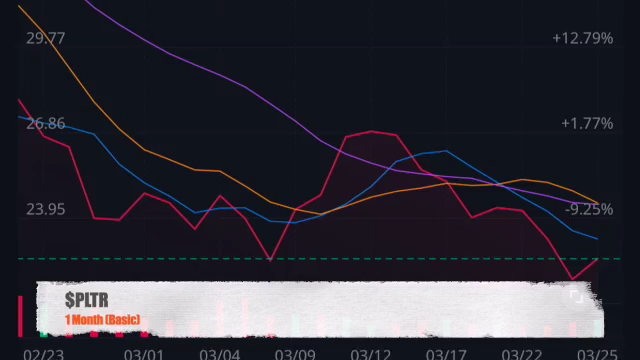 29.77 +12.79%
26.86 +1.77%
23.95 -9.25%
$PLTR
1 Month (Basic)
02/23 03/01 03/04 03/09 03/12 03/17 03/22 03/25